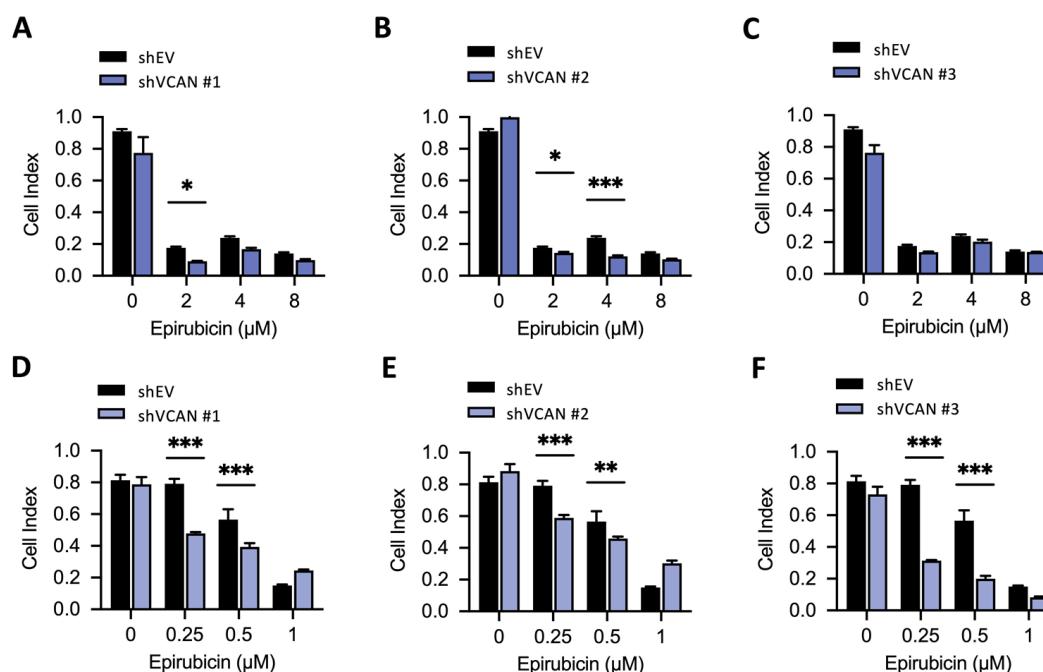 A
shEV
shVCAN #1
*
Cell Index
1.0
0.8
0.6
0.4
0.2
0.0
0 2 4 8
Epirubicin (µM)
B
shEV
shVCAN #2
*
***
Cell Index
1.0
0.8
0.6
0.4
0.2
0.0
0 2 4 8
Epirubicin (µM)
C
shEV
shVCAN #3
Cell Index
1.0
0.8
0.6
0.4
0.2
0.0
0 2 4 8
Epirubicin (µM)
D
shEV
shVCAN #1
***
***
Cell Index
1.0
0.8
0.6
0.4
0.2
0.0
0 0.25 0.5 1
Epirubicin (µM)
E
shEV
shVCAN #2
***
**
Cell Index
1.0
0.8
0.6
0.4
0.2
0.0
0 0.25 0.5 1
Epirubicin (µM)
F
shEV
shVCAN #3
***
***
Cell Index
1.0
0.8
0.6
0.4
0.2
0.0
0 0.25 0.5 1
Epirubicin (µM)